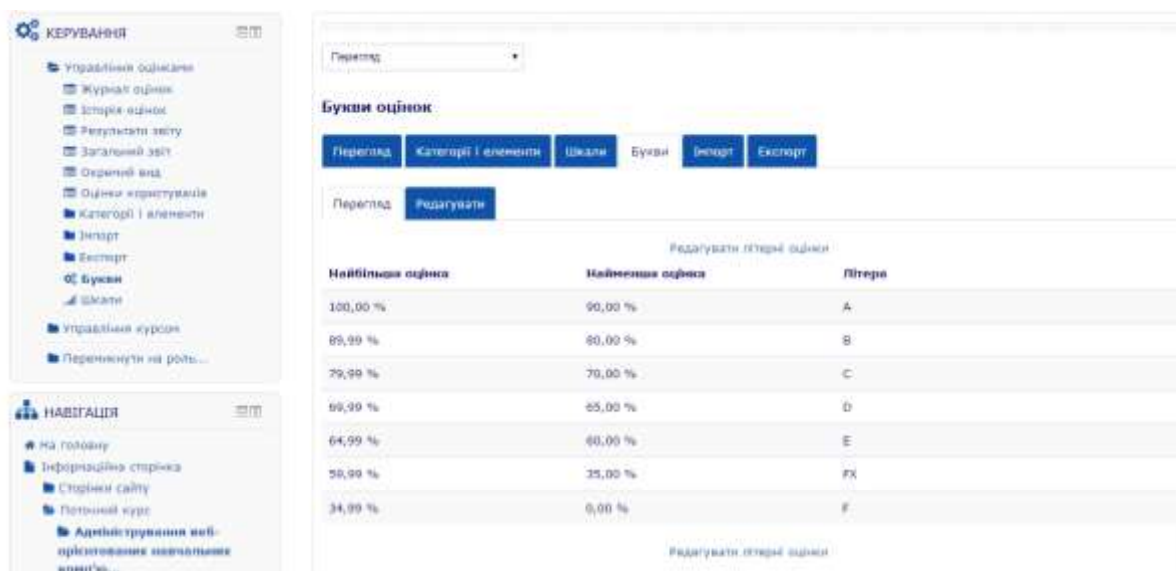 КЕРУВАННЯ
Управління оцінками
Журнал оцінок
Історія оцінок
Результати звіту
Загальний звіт
Окремий вид
Оцінки користувачів
Категорії і елементи
Імпорт
Експорт
Букви
Шкали
Управління курсом
Перемкнути на роль...
НАВІГАЦІЯ
На головну
Інформаційна сторінка
Сторінки сайту
Поточний курс
Адміністрування веб-
орієнтованих навчальних
комп'ю...
Перегляд
Букви оцінок
Перегляд Категорії і елементи Шкали Букви Імпорт Експорт
Перегляд Редагувати
Редагувати літерні оцінки
Найбільша оцінка Найменша оцінка Літера
100,00 % 90,00 % A
89,99 % 80,00 % B
79,99 % 70,00 % C
69,99 % 65,00 % D
64,99 % 60,00 % E
59,99 % 35,00 % FX
34,99 % 0,00 % F
Редагувати літерні оцінки